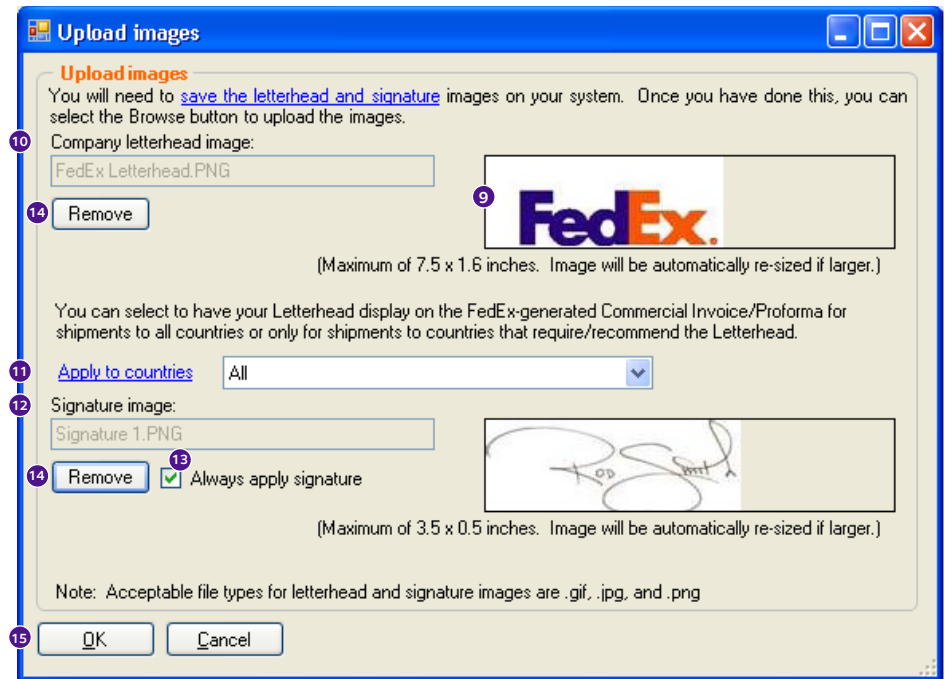 Upload images
Upload images
You will need to save the letterhead and signature images on your system. Once you have done this, you can
select the Browse button to upload the images.
10 Company letterhead image:
FedEx Letterhead.PNG
9 FedEx.
14 Remove
(Maximum of 7.5 x 1.6 inches. Image will be automatically re-sized if larger.)
You can select to have your Letterhead display on the FedEx-generated Commercial Invoice/Proforma for
shipments to all countries or only for shipments to countries that require/recommend the Letterhead.
11 Apply to countries All
12 Signature image:
Signature 1.PNG
Rod Smith
14 Remove 13 Always apply signature
(Maximum of 3.5 x 0.5 inches. Image will be automatically re-sized if larger.)
Note: Acceptable file types for letterhead and signature images are .gif, .jpg, and .png
15 OK Cancel